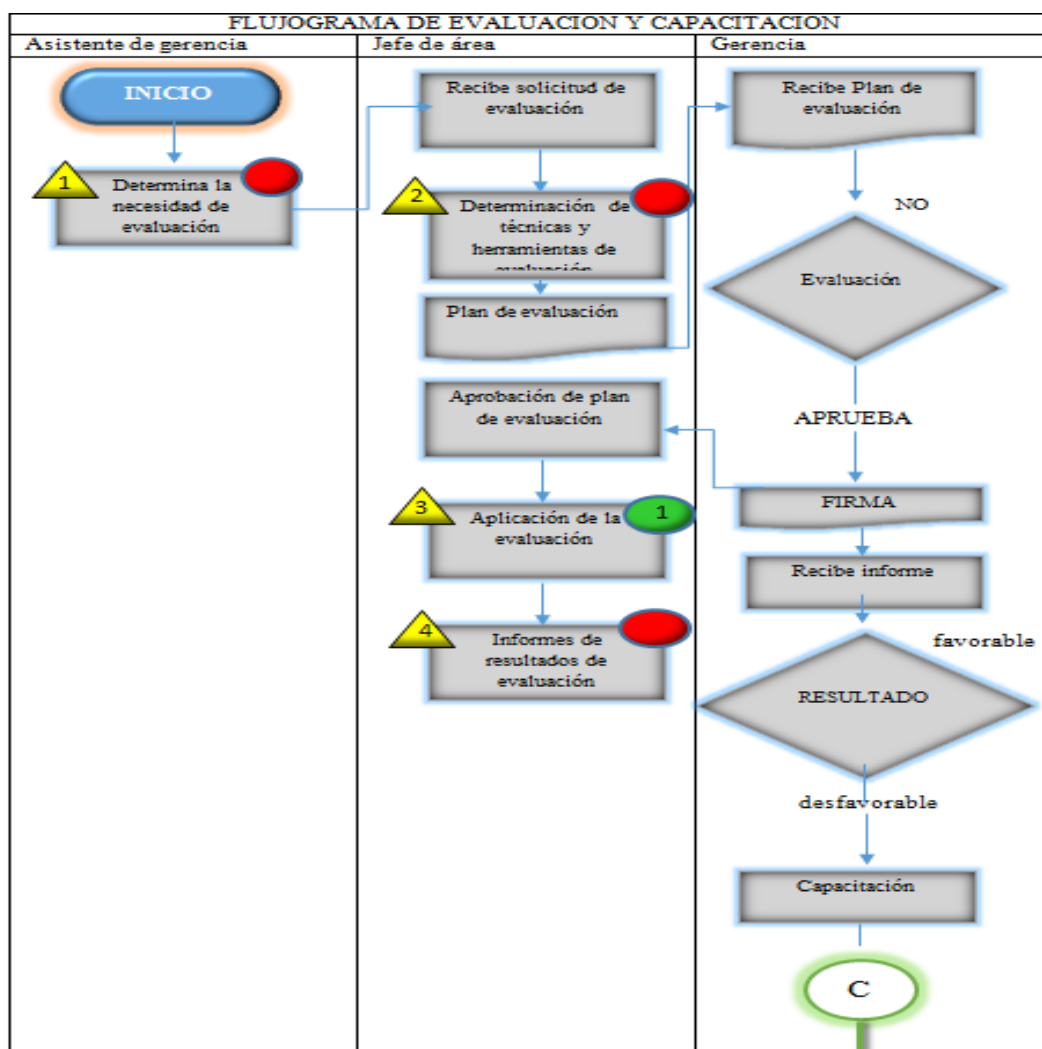 FLUJOGRAMA DE EVALUACION Y CAPACITACION
Asistente de gerencia
Jefe de área
Gerencia
INICIO
1
Determina la
necesidad de
evaluación
Recibe solicitud de
evaluación
2
Determinación de
técnicas y
herramientas de
evaluación
Plan de evaluación
Aprobación de plan
de evaluación
3
1
Aplicación de la
evaluación
4
Informes de
resultados de
evaluación
Recibe Plan de
evaluación
NO
Evaluación
APRUEBA
FIRMA
Recibe informe
favorable
RESULTADO
desfavorable
Capacitación
C